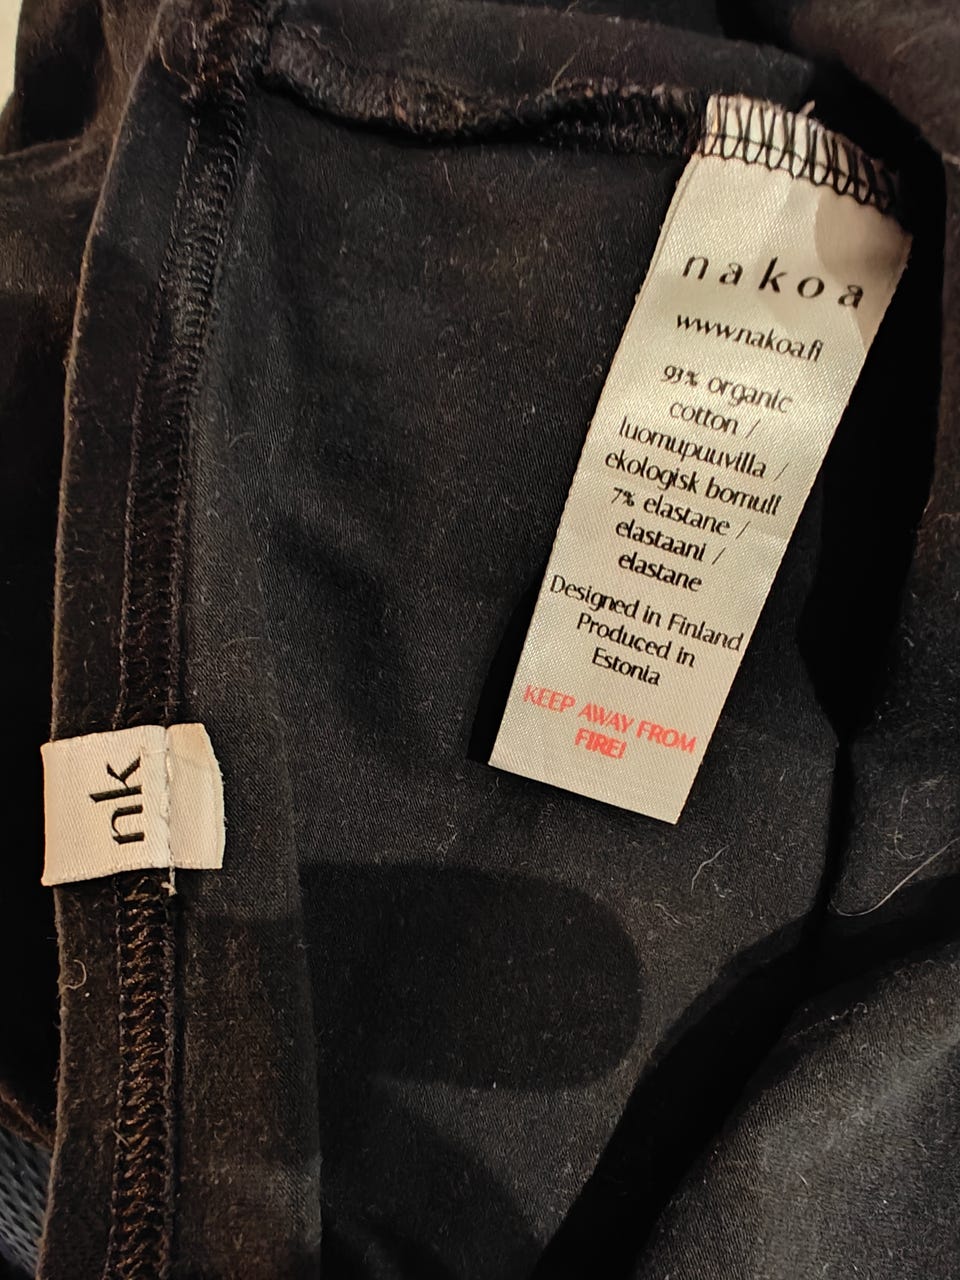 nakoa
www.nakoa.fi
93% organic
cotton /
luomupuuvilla /
ekologisk bomull
7% elastane /
elastaani /
elastane
Designed in Finland
Produced in
Estonia
KEEP AWAY FROM
FIRE!
nk